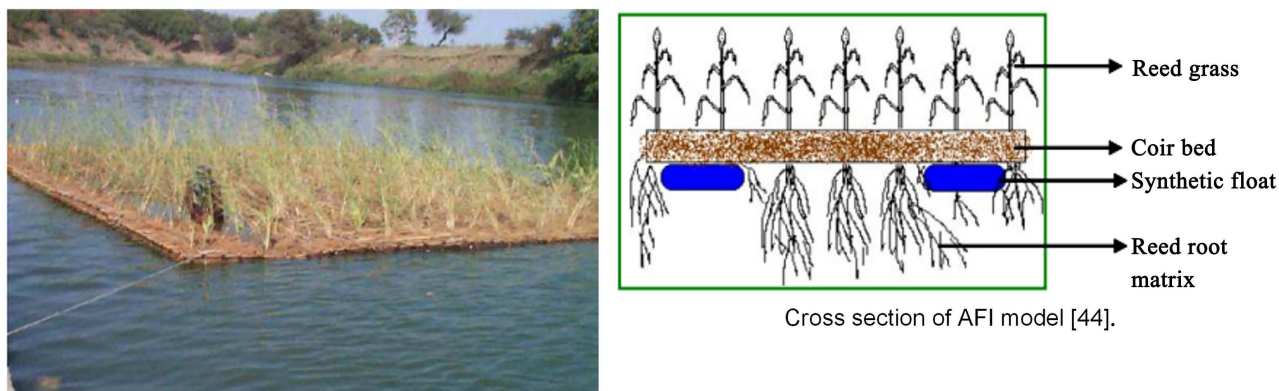 Reed grass
Coir bed
Synthetic float
Reed root
matrix
Cross section of AFI model [44].